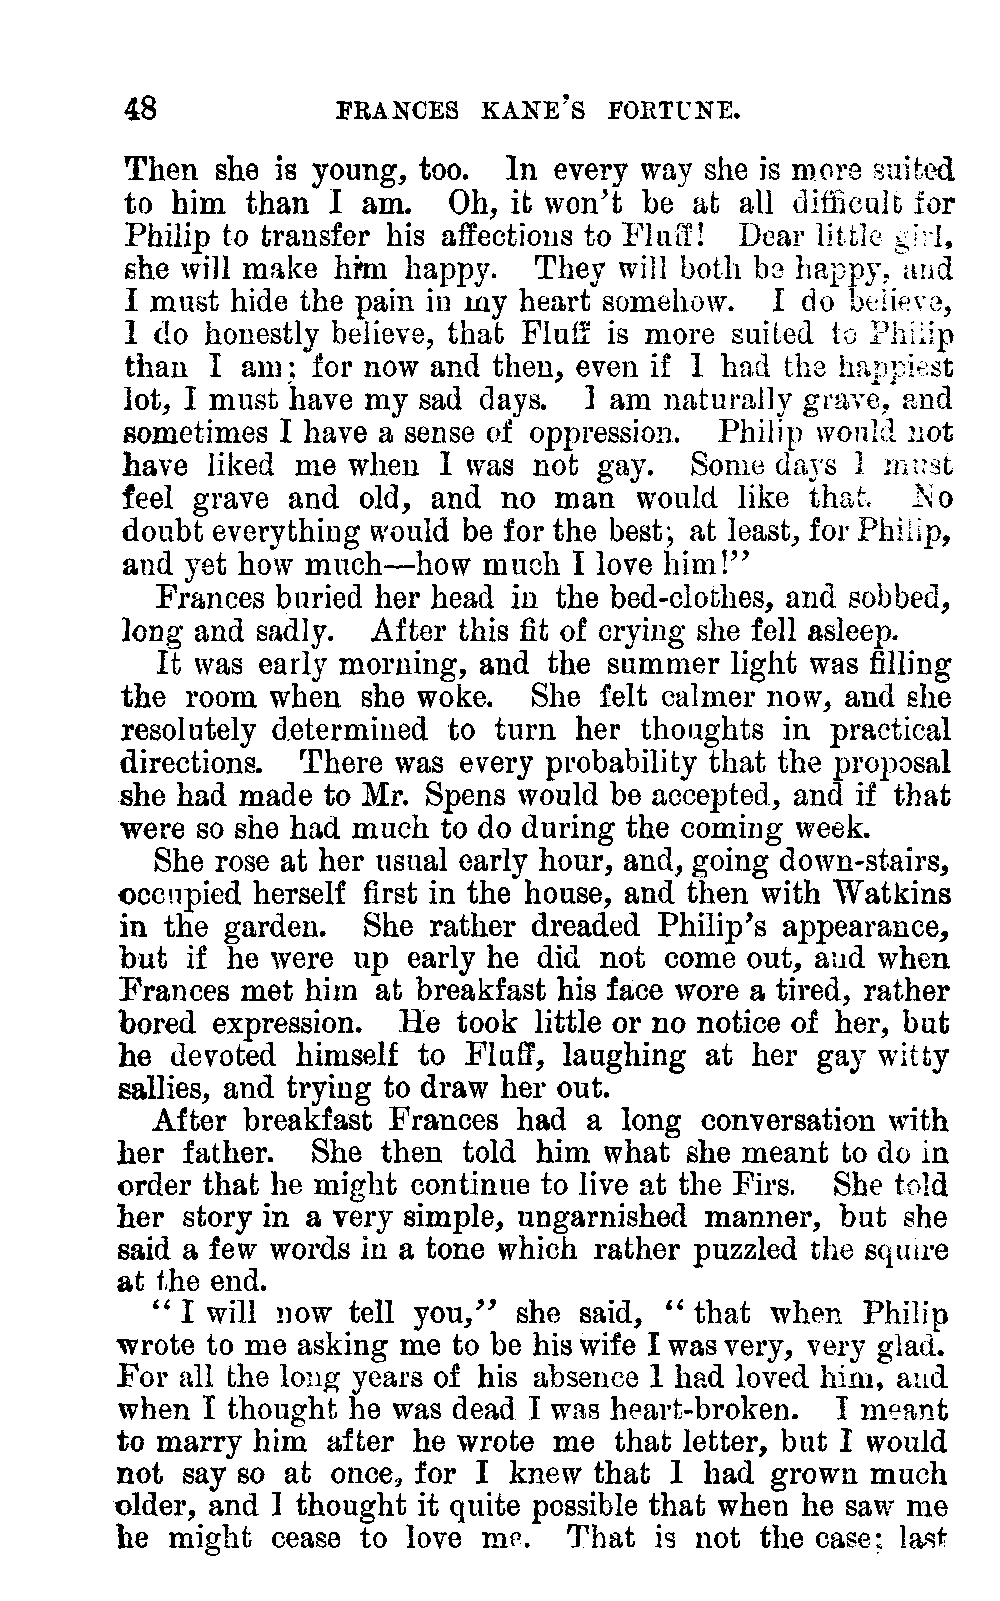 48 FRANCES KANE'S FORTUNE.
Then she is young, too. In every way she is more suited
to him than I am. Oh, it won't be at all difficult for
Philip to transfer his affections to Fluff! Dear little girl,
she will make him happy. They will both be happy, and
I must hide the pain in my heart somehow. I do believe,
I do honestly believe, that Fluff is more suited to Philip
than I am; for now and then, even if I had the happiest
lot, I must have my sad days. I am naturally grave, and
sometimes I have a sense of oppression. Philip would not
have liked me when I was not gay. Some days I must
feel grave and old, and no man would like that. No
doubt everything would be for the best; at least, for Philip,
and yet how much—how much I love him!"
Frances buried her head in the bed-clothes, and sobbed,
long and sadly. After this fit of crying she fell asleep.
It was early morning, and the summer light was filling
the room when she woke. She felt calmer now, and she
resolutely determined to turn her thoughts in practical
directions. There was every probability that the proposal
she had made to Mr. Spens would be accepted, and if that
were so she had much to do during the coming week.
She rose at her usual early hour, and, going down-stairs,
occupied herself first in the house, and then with Watkins
in the garden. She rather dreaded Philip's appearance,
but if he were up early he did not come out, and when
Frances met him at breakfast his face wore a tired, rather
bored expression. He took little or no notice of her, but
he devoted himself to Fluff, laughing at her gay witty
sallies, and trying to draw her out.
After breakfast Frances had a long conversation with
her father. She then told him what she meant to do in
order that he might continue to live at the Firs. She told
her story in a very simple, ungarnished manner, but she
said a few words in a tone which rather puzzled the squire
at the end.
"I will now tell you," she said, "that when Philip
wrote to me asking me to be his wife I was very, very glad.
For all the long years of his absence I had loved him, and
when I thought he was dead I was heart-broken. I meant
to marry him after he wrote me that letter, but I would
not say so at once, for I knew that I had grown much
older, and I thought it quite possible that when he saw me
he might cease to love me. That is not the case; last